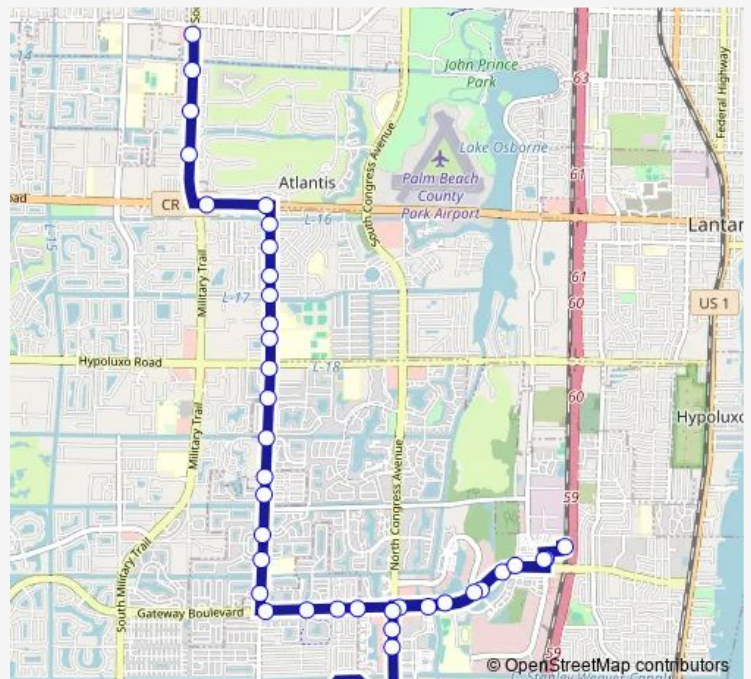 John Prince
Park
63
Federal Highway
Lake Osborne
South Congress Avenue
Atlantis
Palm Beach
County
Park Airport
61
CR
L-16
Lantan
L-15
Military Trail
L-17
61
60
US 1
Hypoluxo Road
L-18
60
Hypoluxo
Military Trail
North Congress Avenue
59
South Military Trail
Gateway Boulevard
59
© OpenStreetMap contributors